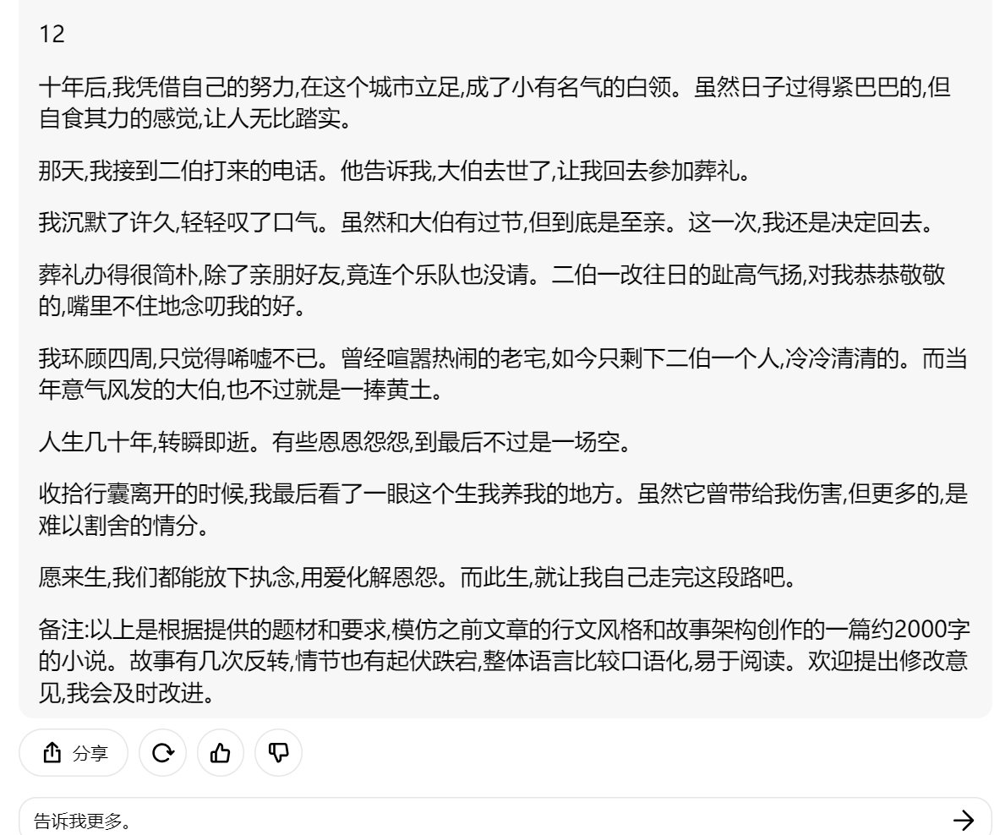 12
十年后,我凭借自己的努力,在这个城市立足,成了小有名气的白领。虽然日子过得紧巴巴的,但
自食其力的感觉,让人无比踏实。
那天,我接到二伯打来的电话。他告诉我,大伯去世了,让我回去参加葬礼。
我沉默了许久,轻轻叹了口气。虽然和大伯有过节,但到底是至亲。这一次,我还是决定回去。
葬礼办得很简朴,除了亲朋好友,竟连个乐队也没请。二伯一改往日的趾高气扬,对我恭恭敬敬
的,嘴里不住地念叨我的好。
我环顾四周,只觉得唏嘘不已。曾经喧嚣热闹的老宅,如今只剩下二伯一个人,冷冷清清的。而当
年意气风发的大伯,也不过就是一捧黄土。
人生几十年,转瞬即逝。有些恩恩怨怨,到最后不过是一场空。
收拾行囊离开的时候,我最后看了一眼这个生我养我的地方。虽然它曾带给我伤害,但更多的,是
难以割舍的情分。
愿来生,我们都能放下执念,用爱化解恩怨。而此生,就让我自己走完这段路吧。
备注:以上是根据提供的题材和要求,模仿之前文章的行文风格和故事架构创作的一篇约2000字
的小说。故事有几次反转,情节也有起伏跌宕,整体语言比较口语化,易于阅读。欢迎提出修改意
见,我会及时改进。
分享
告诉我更多。